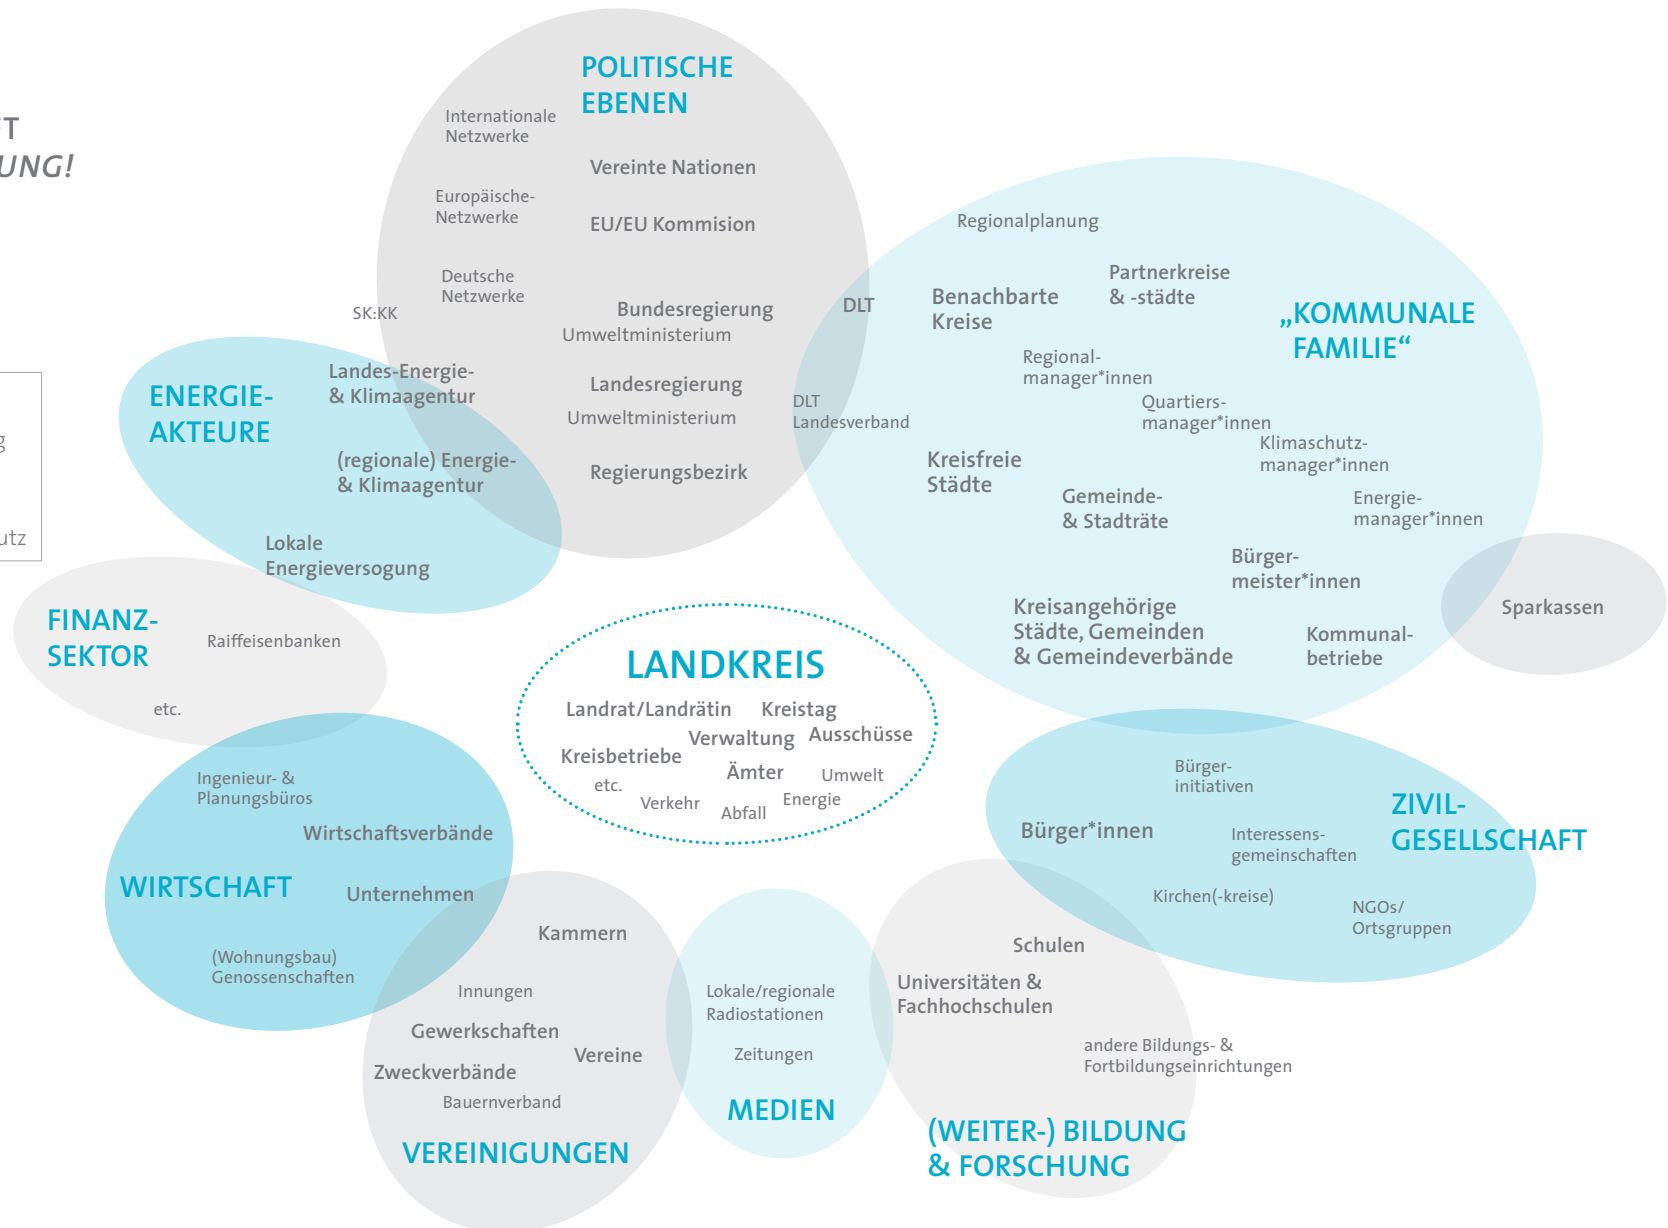 FT
UNG!
g
utz
POLITISCHE
EBENEN
Internationale
Netzwerke
Vereinte Nationen
Europäische-
Netzwerke
EU/EU Kommision
Deutsche
Netzwerke
SK:KK
Bundesregierung
Umweltministerium
DLT
Landesregierung
Umweltministerium
DLT
Landesverband
Regierungsbezirk
ENERGIE-
AKTEURE
Landes-Energie-
& Klimaagentur
(regionale) Energie-
& Klimaagentur
Lokale
Energieversogung
„KOMMUNALE
FAMILIE“
Regionalplanung
Partnerkreise
& -städte
Benachbarte
Kreise
Regional-
manager*innen
Quartiers-
manager*innen
Klimaschutz-
manager*innen
Kreisfreie
Städte
Gemeinde-
& Stadträte
Energie-
manager*innen
Bürger-
meister*innen
Kreisangehörige
Städte, Gemeinden
& Gemeindeverbände
Kommunal-
betriebe
Sparkassen
FINANZ-
SEKTOR
Raiffeisenbanken
etc.
LANDKREIS
Landrat/Landrätin
Kreistag
Verwaltung
Ausschüsse
Kreisbetriebe
Ämter
Umwelt
etc.
Verkehr
Abfall
Energie
Ingenieur- &
Planungsbüros
Wirtschaftsverbände
WIRTSCHAFT
Unternehmen
(Wohnungsbau)
Genossenschaften
Bürger-
initiativen
ZIVIL-
GESELLSCHAFT
Bürger*innen
Interessens-
gemeinschaften
Kirchen(-kreise)
NGOs/
Ortsgruppen
Kammern
Innungen
Gewerkschaften
Vereine
Zweckverbände
Bauernverband
VEREINIGUNGEN
Lokale/regionale
Radiostationen
Zeitungen
MEDIEN
Schulen
Universitäten &
Fachhochschulen
andere Bildungs- &
Fortbildungseinrichtungen
(WEITER-) BILDUNG
& FORSCHUNG